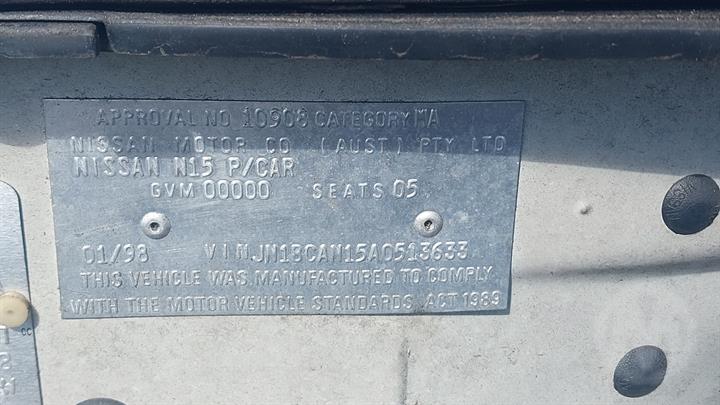 APPROVAL NO 10908 CATEGORY MA
NISSAN MOTOR CO (AUST) PTY LTD
NISSAN N15 P/CAR
GVM 00000 SEATS 05
01/98 VIN JN1BCAN15A0513633
THIS VEHICLE WAS MANUFACTURED TO COMPLY
WITH THE MOTOR VEHICLE STANDARDS ACT 1989
CC